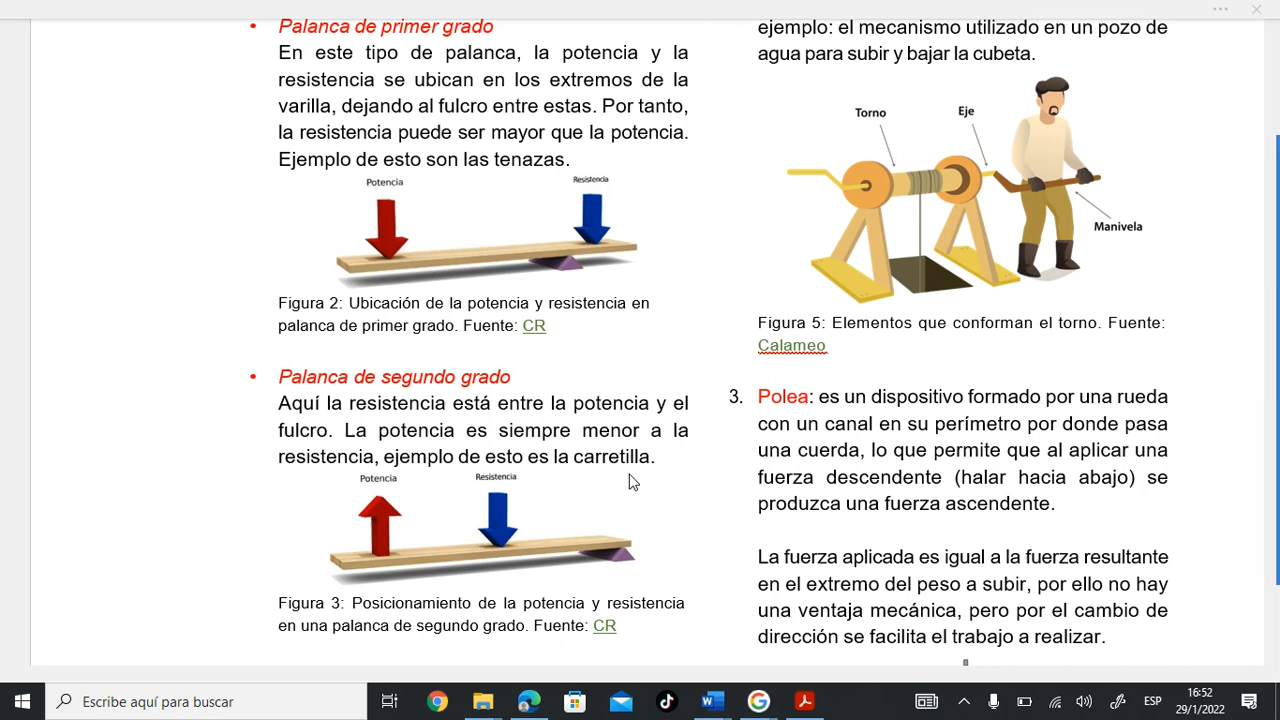 • Palanca de primer grado
En este tipo de palanca, la potencia y la
resistencia se ubican en los extremos de la
varilla, dejando al fulcro entre estas. Por tanto,
la resistencia puede ser mayor que la potencia.
Ejemplo de esto son las tenazas.
Potencia
Resistencia
Figura 2: Ubicación de la potencia y resistencia en
palanca de primer grado. Fuente: CR
• Palanca de segundo grado
Aquí la resistencia está entre la potencia y el
fulcro. La potencia es siempre menor a la
resistencia, ejemplo de esto es la carretilla.
Potencia
Resistencia
Figura 3: Posicionamiento de la potencia y resistencia
en una palanca de segundo grado. Fuente: CR
ejemplo: el mecanismo utilizado en un pozo de
agua para subir y bajar la cubeta.
Torno
Eje
Manivela
Figura 5: Elementos que conforman el torno. Fuente:
Calameo
3. Polea: es un dispositivo formado por una rueda
con un canal en su perímetro por donde pasa
una cuerda, lo que permite que al aplicar una
fuerza descendente (halar hacia abajo) se
produzca una fuerza ascendente.
La fuerza aplicada es igual a la fuerza resultante
en el extremo del peso a subir, por ello no hay
una ventaja mecánica, pero por el cambio de
dirección se facilita el trabajo a realizar.
Escribe aquí para buscar
ESP
16:52
29/1/2022